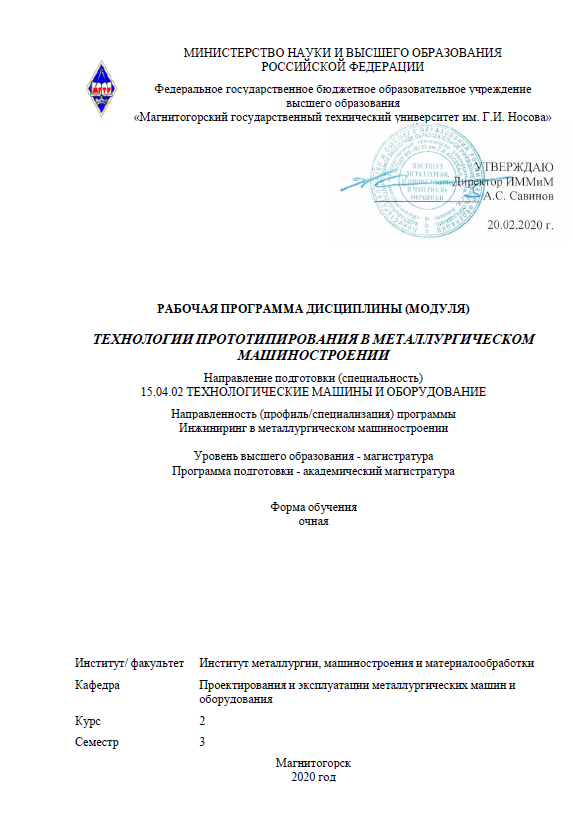 МИНИСТЕРСТВО НАУКИ И ВЫСШЕГО ОБРАЗОВАНИЯ
РОССИЙСКОЙ ФЕДЕРАЦИИ
Федеральное государственное бюджетное образовательное учреждение
высшего образования
«Магнитогорский государственный технический университет им. Г.И. Носова»
МГТУ
УТВЕРЖДАЮ
Директор ИММиМ
А.С. Савинов
20.02.2020 г.
ИНСТИТУТ
МЕТАЛЛУРГИИ,
РАБОЧАЯ ПРОГРАММА ДИСЦИПЛИНЫ (МОДУЛЯ)
ТЕХНОЛОГИИ ПРОТОТИПИРОВАНИЯ В МЕТАЛЛУРГИЧЕСКОМ
МАШИНОСТРОЕНИИ
Направление подготовки (специальность)
15.04.02 ТЕХНОЛОГИЧЕСКИЕ МАШИНЫ И ОБОРУДОВАНИЕ
Направленность (профиль/специализация) программы
Инжиниринг в металлургическом машиностроении
Уровень высшего образования - магистратура
Программа подготовки - академический магистратура
Форма обучения
очная
Институт/ факультет Институт металлургии, машиностроения и материалообработки
Кафедра Проектирования и эксплуатации металлургических машин и
оборудования
Курс 2
Семестр 3
Магнитогорск
2020 год